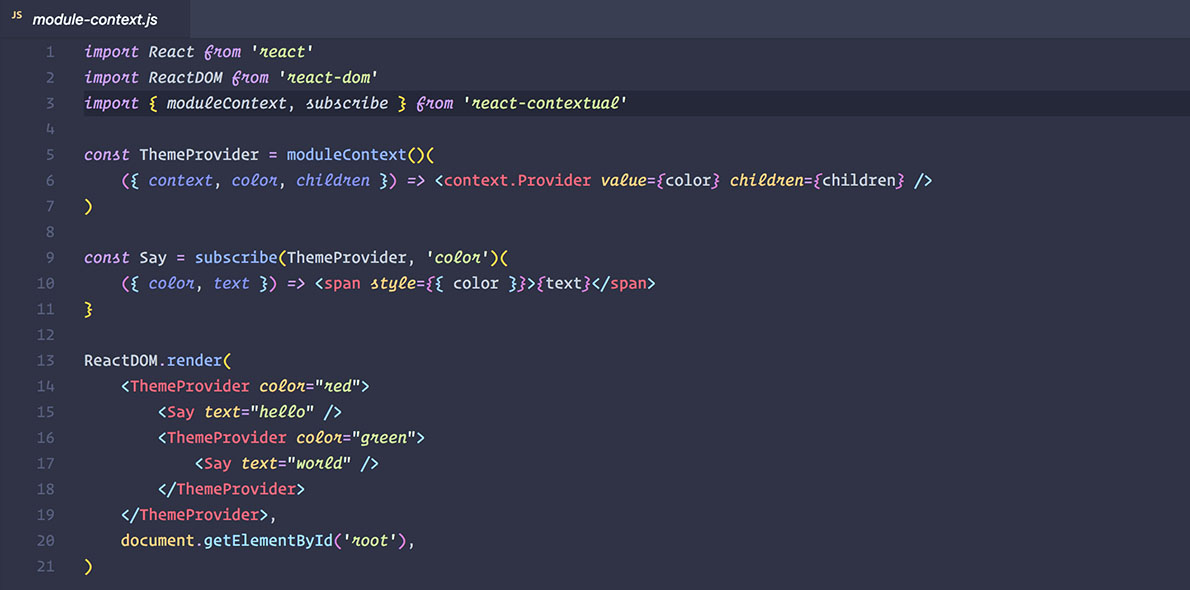 JS module-context.js
1 import React from 'react'
2 import ReactDOM from 'react-dom'
3 import { moduleContext, subscribe } from 'react-contextual'
4
5 const ThemeProvider = moduleContext()(
6     ({ context, color, children }) => <context.Provider value={color} children={children} />
7 )
8
9 const Say = subscribe(ThemeProvider, 'color')(
10     ({ color, text }) => <span style={{ color }}>{text}</span>
11 }
12
13 ReactDOM.render(
14     <ThemeProvider color="red">
15         <Say text="hello" />
16         <ThemeProvider color="green">
17             <Say text="world" />
18         </ThemeProvider>
19     </ThemeProvider>,
20     document.getElementById('root'),
21 )